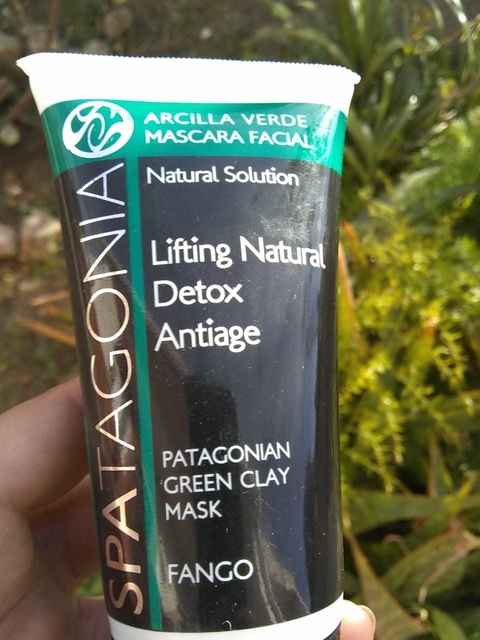 ARCILLA VERDE
MASCARA FACIAL
Natural Solution
SPATAGONIA
Lifting Natural
Detox
Antiage
PATAGONIAN
GREEN CLAY
MASK
FANGO